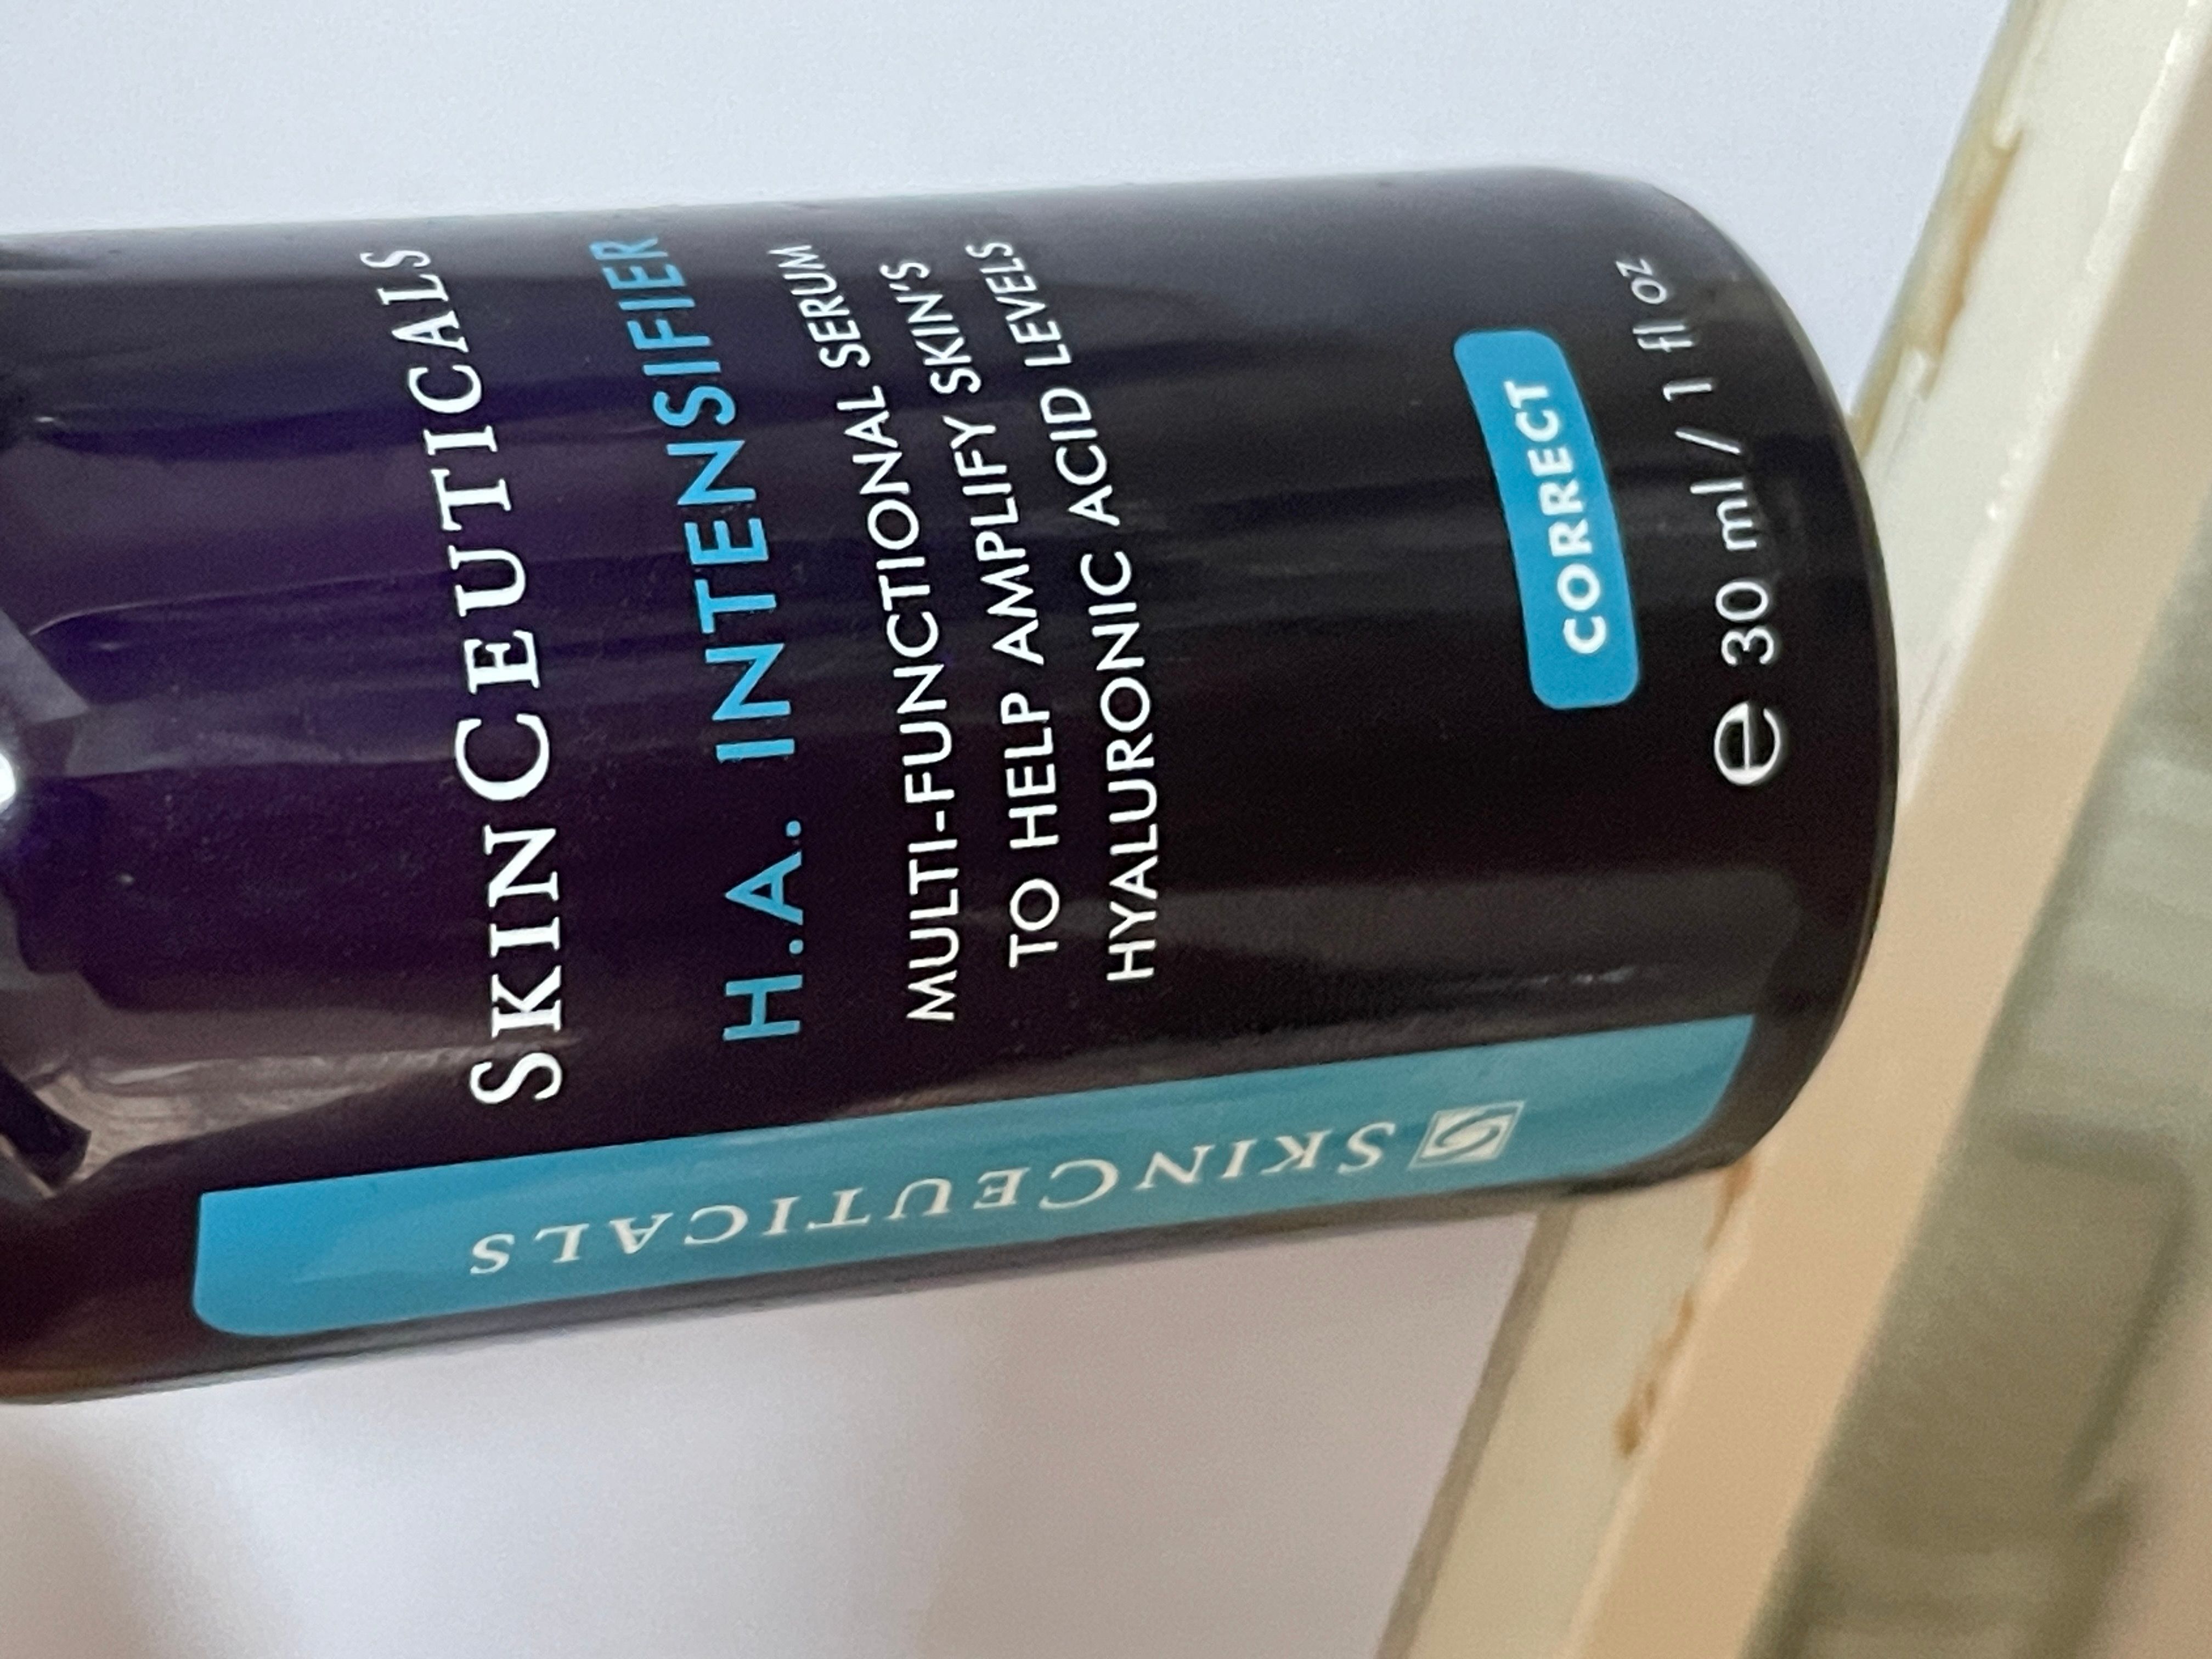 SKINCEUTICALS
H.A. INTENSIFIER
MULTI-FUNCTIONAL SERUM
TO HELP AMPLIFY SKIN'S
HYALURONIC ACID LEVELS
CORRECT
e 30 ml / 1 fl oz
SKINCEUTICALS